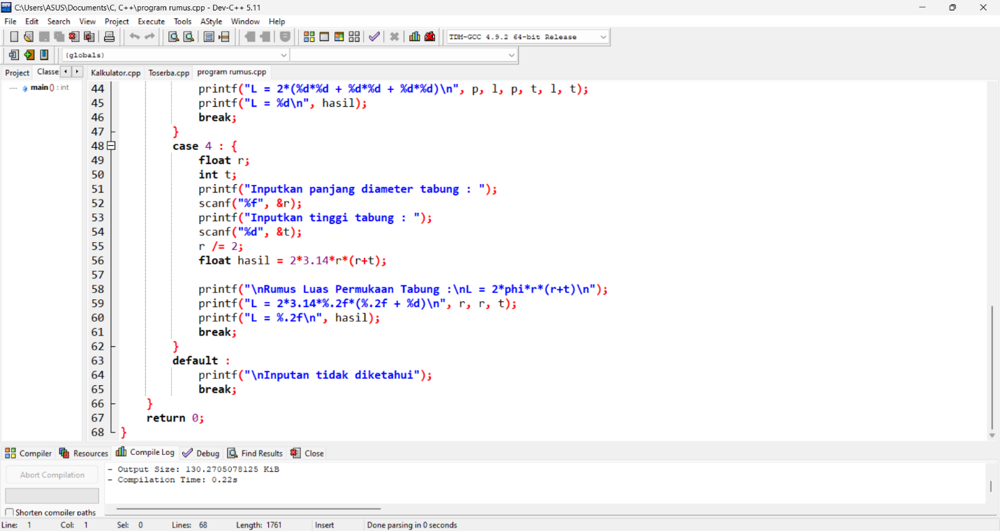 C:\Users\ASUS\Documents\C, C++\program rumus.cpp - Dev-C++ 5.11
File Edit Search View Project Execute Tools AStyle Window Help
TDM-GCC 4.9.2 64-bit Release
(globals)
Project Classe Kalkulator.cpp Toserba.cpp program rumus.cpp
main() : int
44 printf("L = 2*(%d*%d + %d*%d + %d*%d)\n", p, l, p, t, l, t);
45 printf("L = %d\n", hasil);
46 break;
47 }
48 case 4 : {
49 float r;
50 int t;
51 printf("Inputkan panjang diameter tabung : ");
52 scanf("%f", &r);
53 printf("Inputkan tinggi tabung : ");
54 scanf("%d", &t);
55 r /= 2;
56 float hasil = 2*3.14*r*(r+t);
57
58 printf("\nRumus Luas Permukaan Tabung :\nL = 2*phi*r*(r+t)\n");
59 printf("L = 2*3.14*%.2f*(%.2f + %d)\n", r, r, t);
60 printf("L = %.2f\n", hasil);
61 break;
62 }
63 default :
64 printf("\nInputan tidak diketahui");
65 break;
66 }
67 return 0;
68 }
Compiler Resources Compile Log Debug Find Results Close
Abort Compilation
- Output Size: 130.2705078125 KiB
- Compilation Time: 0.22s
Shorten compiler paths
Line: 1 Col: 1 Sel: 0 Lines: 68 Length: 1761 Insert Done parsing in 0 seconds